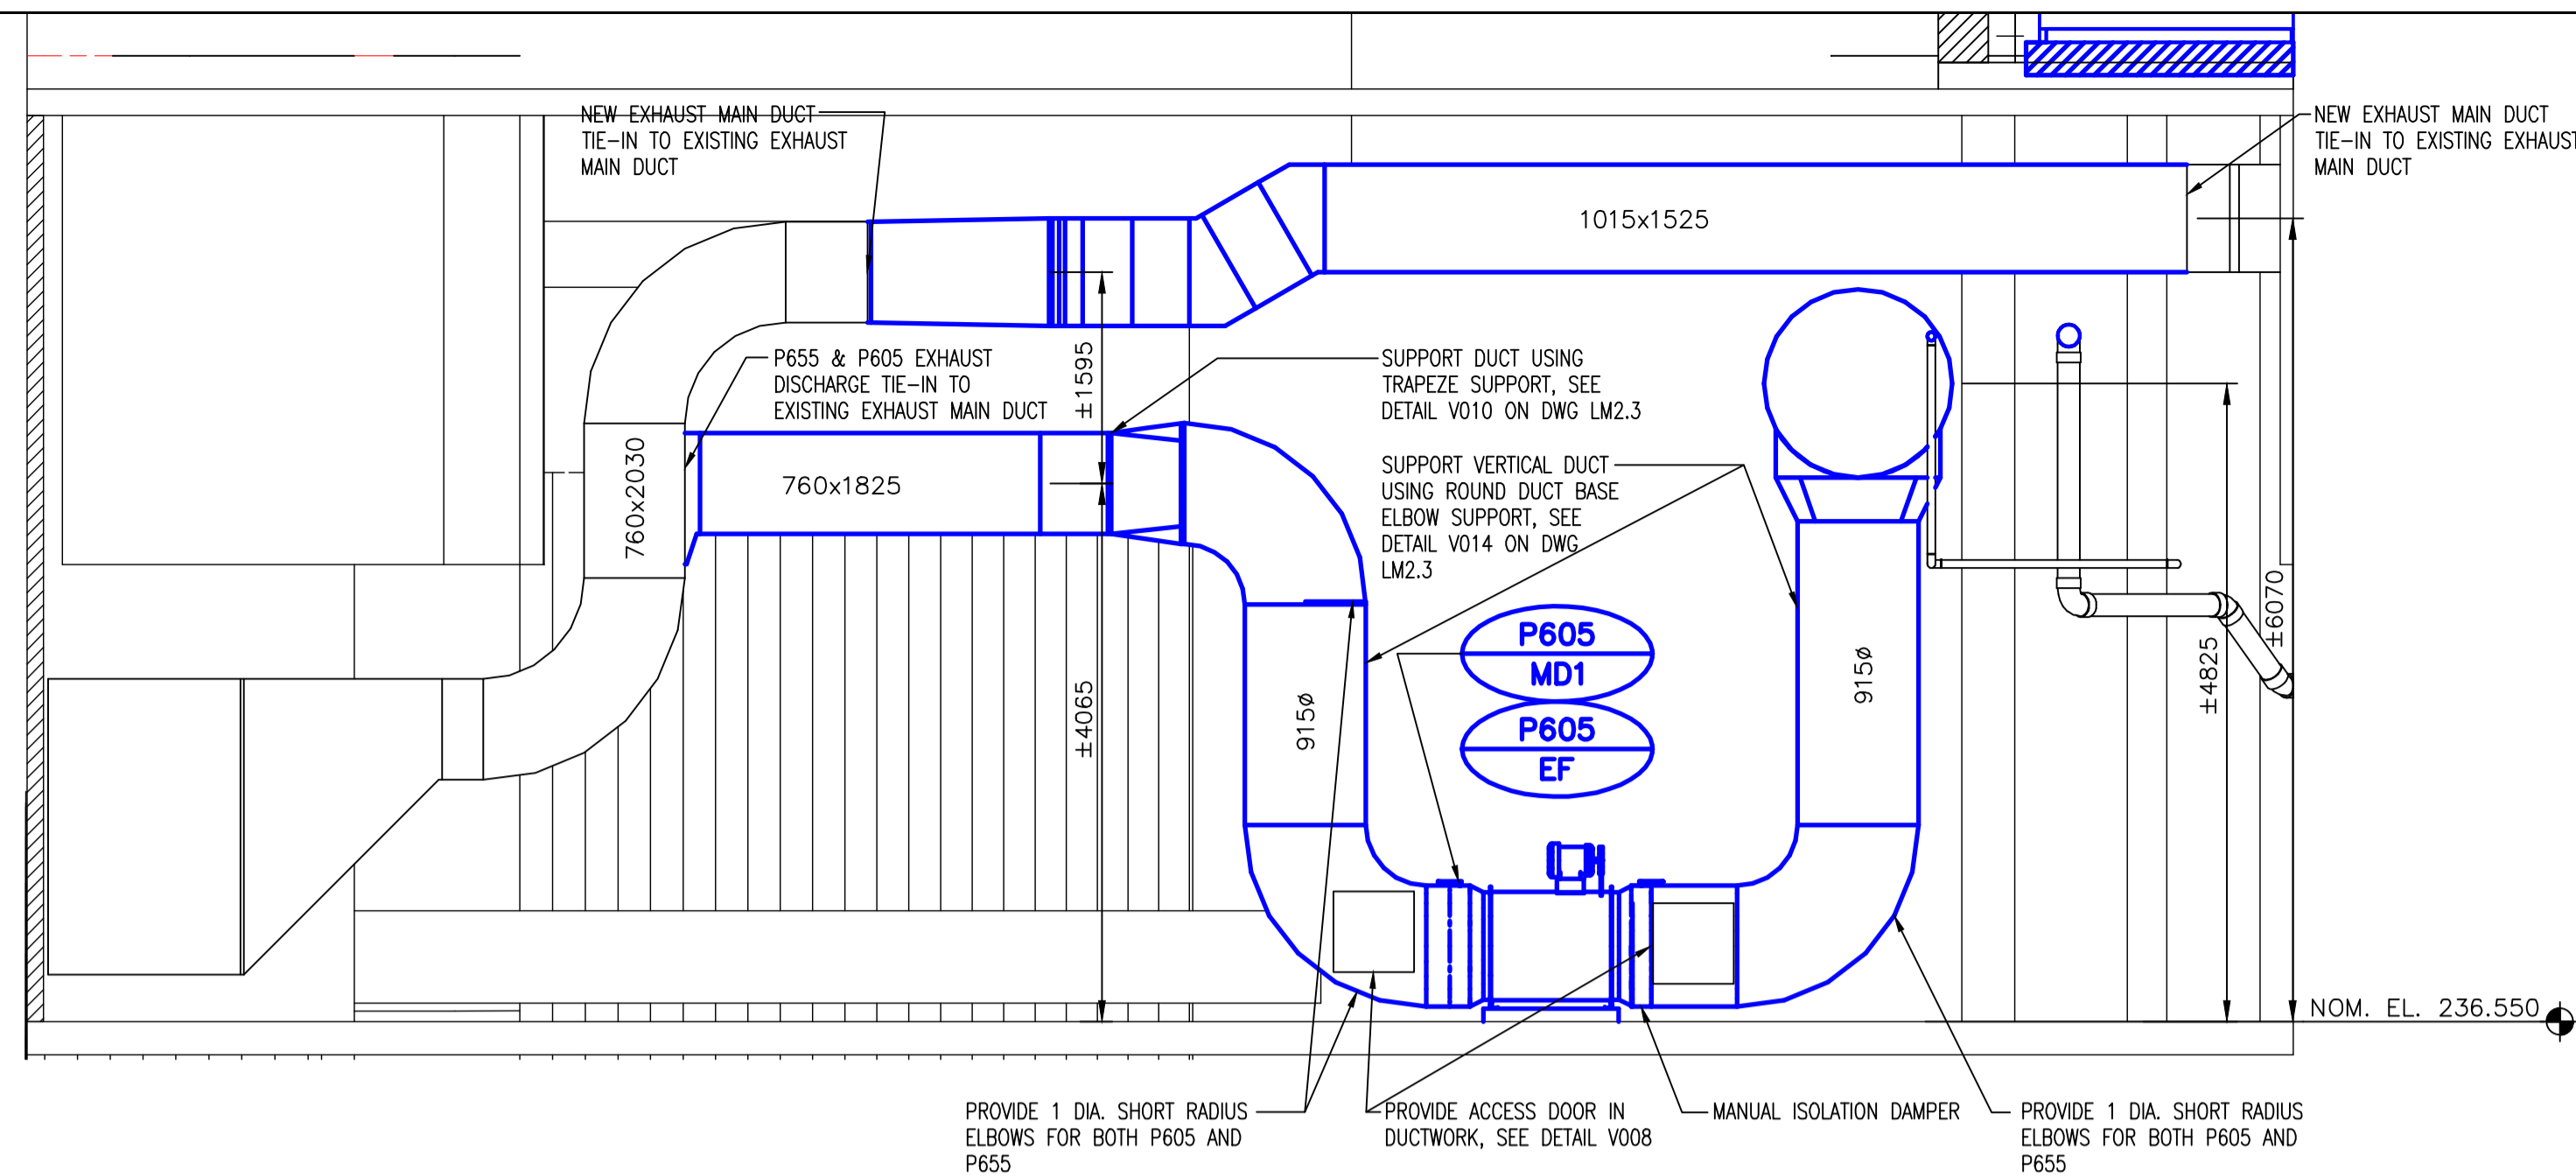 NEW EXHAUST MAIN DUCT
TIE-IN TO EXISTING EXHAUST
MAIN DUCT
NEW EXHAUST MAIN DUCT
TIE-IN TO EXISTING EXHAUST
MAIN DUCT
1015x1525
P655 & P605 EXHAUST
DISCHARGE TIE-IN TO
EXISTING EXHAUST MAIN DUCT
±1595
SUPPORT DUCT USING
TRAPEZE SUPPORT, SEE
DETAIL V010 ON DWG LM2.3
760x2030
760x1825
SUPPORT VERTICAL DUCT
USING ROUND DUCT BASE
ELBOW SUPPORT, SEE
DETAIL V014 ON DWG
LM2.3
±4065
915ø
P605
MD1
P605
EF
915ø
±4825
±6070
NOM. EL. 236.550
PROVIDE 1 DIA. SHORT RADIUS
ELBOWS FOR BOTH P605 AND
P655
PROVIDE ACCESS DOOR IN
DUCTWORK, SEE DETAIL V008
MANUAL ISOLATION DAMPER
PROVIDE 1 DIA. SHORT RADIUS
ELBOWS FOR BOTH P605 AND
P655